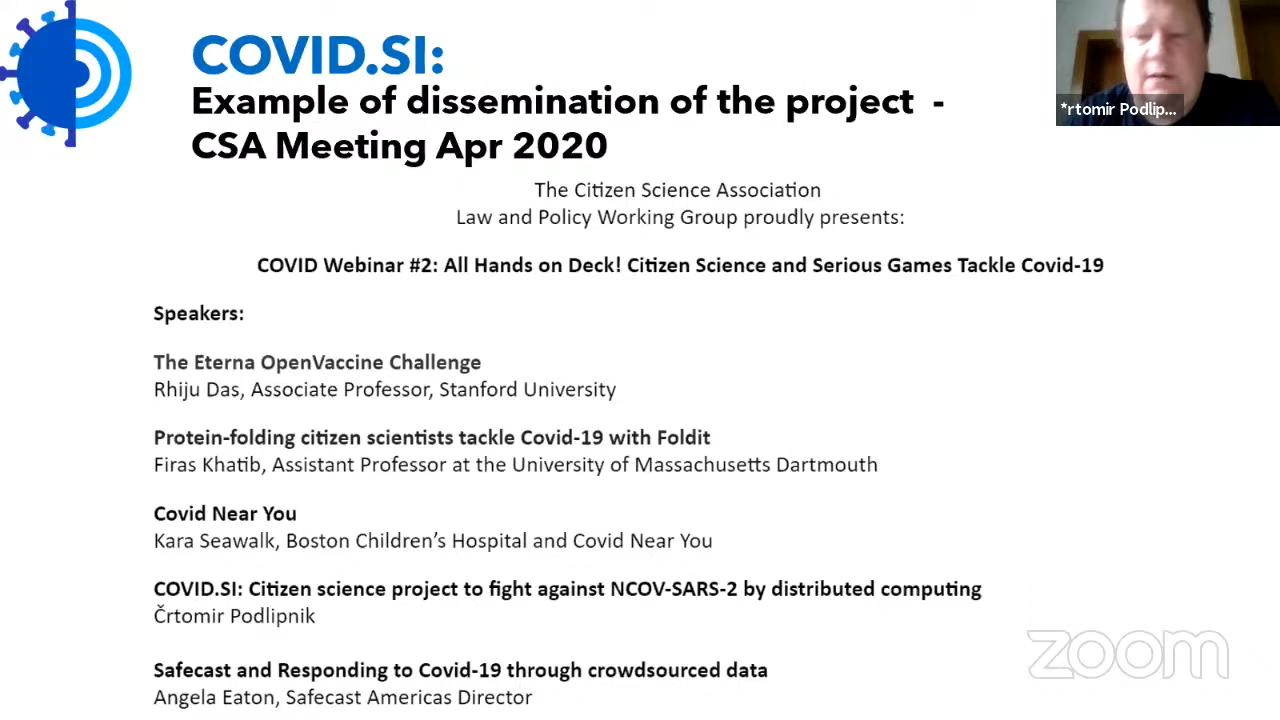 COVID.SI:
Example of dissemination of the project -
CSA Meeting Apr 2020
*rtomir Podlip...
The Citizen Science Association
Law and Policy Working Group proudly presents:
COVID Webinar #2: All Hands on Deck! Citizen Science and Serious Games Tackle Covid-19
Speakers:
The Eterna OpenVaccine Challenge
Rhiju Das, Associate Professor, Stanford University
Protein-folding citizen scientists tackle Covid-19 with Foldit
Firas Khatib, Assistant Professor at the University of Massachusetts Dartmouth
Covid Near You
Kara Seawalk, Boston Children’s Hospital and Covid Near You
COVID.SI: Citizen science project to fight against NCOV-SARS-2 by distributed computing
Črtomir Podlipnik
Safecast and Responding to Covid-19 through crowdsourced data
Angela Eaton, Safecast Americas Director
zoom